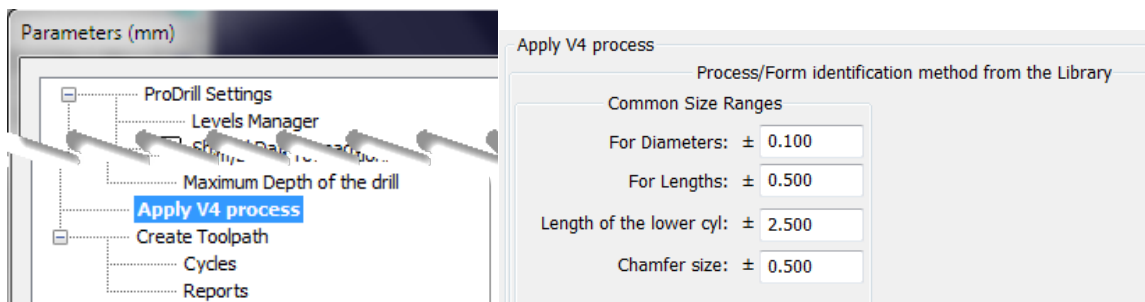 Parameters (mm)
ProDrill Settings
Levels Manager
Maximum Depth of the drill
Apply V4 process
Create Toolpath
Cycles
Reports
Apply V4 process
Process/Form identification method from the Library
Common Size Ranges
For Diameters: ± 0.100
For Lengths: ± 0.500
Length of the lower cyl: ± 2.500
Chamfer size: ± 0.500